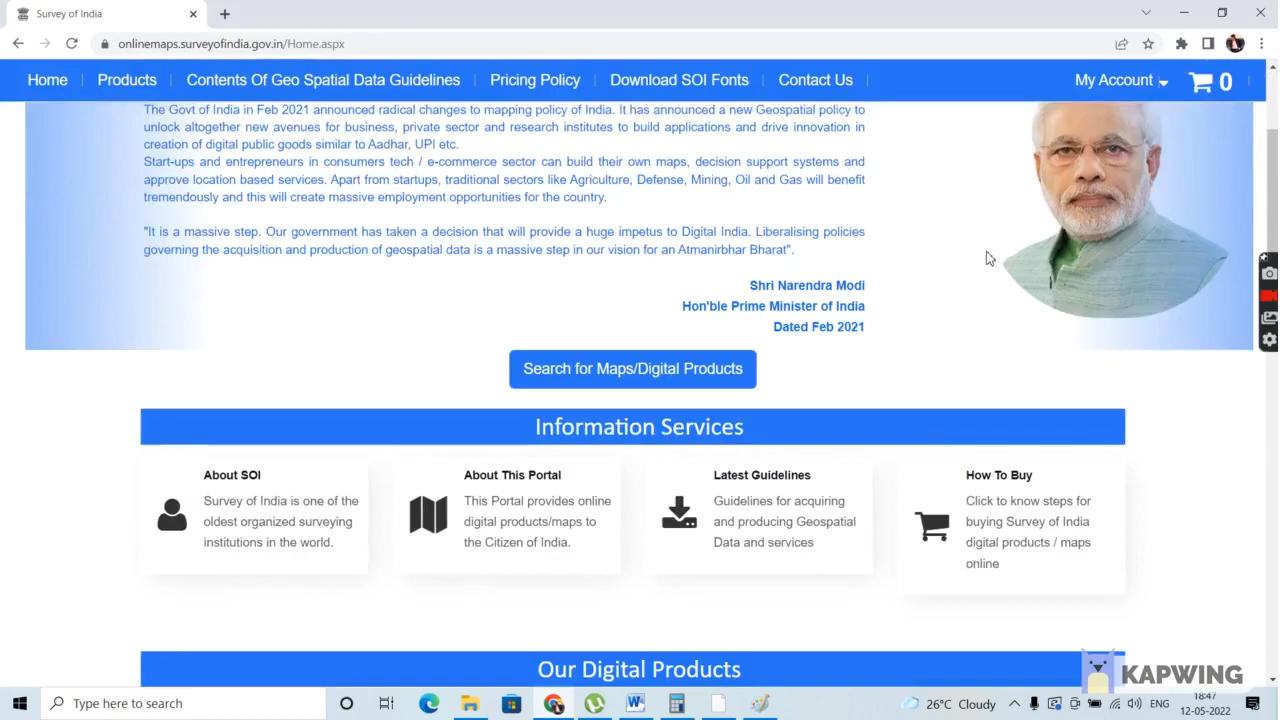 Survey of India
onlinemaps.surveyofindia.gov.in/Home.aspx
Home Products Contents Of Geo Spatial Data Guidelines Pricing Policy Download SOI Fonts Contact Us My Account 0
The Govt of India in Feb 2021 announced radical changes to mapping policy of India. It has announced a new Geospatial policy to
unlock altogether new avenues for business, private sector and research institutes to build applications and drive innovation in
creation of digital public goods similar to Aadhar, UPI etc.
Start-ups and entrepreneurs in consumers tech / e-commerce sector can build their own maps, decision support systems and
approve location based services. Apart from startups, traditional sectors like Agriculture, Defense, Mining, Oil and Gas will benefit
tremendously and this will create massive employment opportunities for the country.
"It is a massive step. Our government has taken a decision that will provide a huge impetus to Digital India. Liberalising policies
governing the acquisition and production of geospatial data is a massive step in our vision for an Atmanirbhar Bharat".
Shri Narendra Modi
Hon'ble Prime Minister of India
Dated Feb 2021
Search for Maps/Digital Products
Information Services
About SOI
Survey of India is one of the
oldest organized surveying
institutions in the world.
About This Portal
This Portal provides online
digital products/maps to
the Citizen of India.
Latest Guidelines
Guidelines for acquiring
and producing Geospatial
Data and services
How To Buy
Click to know steps for
buying Survey of India
digital products / maps
online
Our Digital Products
KAPWING
Type here to search
26°C Cloudy
ENG
18:47
12-05-2022